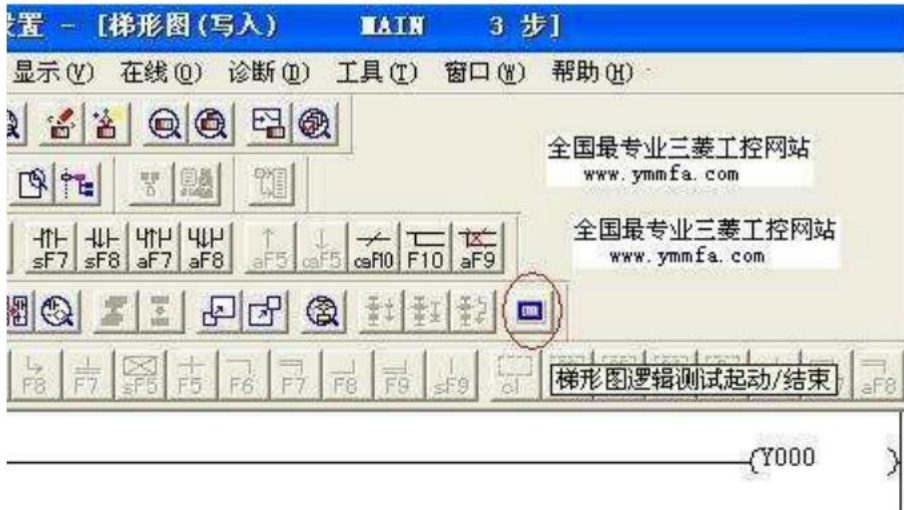 置 - [梯形图(写入) MAIN 3 步]
显示(V) 在线(O) 诊断(D) 工具(T) 窗口(W) 帮助(H)
全国最专业三菱工控网站
www.ymmfa.com
全国最专业三菱工控网站
www.ymmfa.com
sF7 sF8 aF7 aF8 aF5 caF5 caF10 F10 aF9
F8 F7 sF5 F5 F6 F7 F8 F9 sF9 cl aF8
梯形图逻辑测试起动/结束
(Y000 )